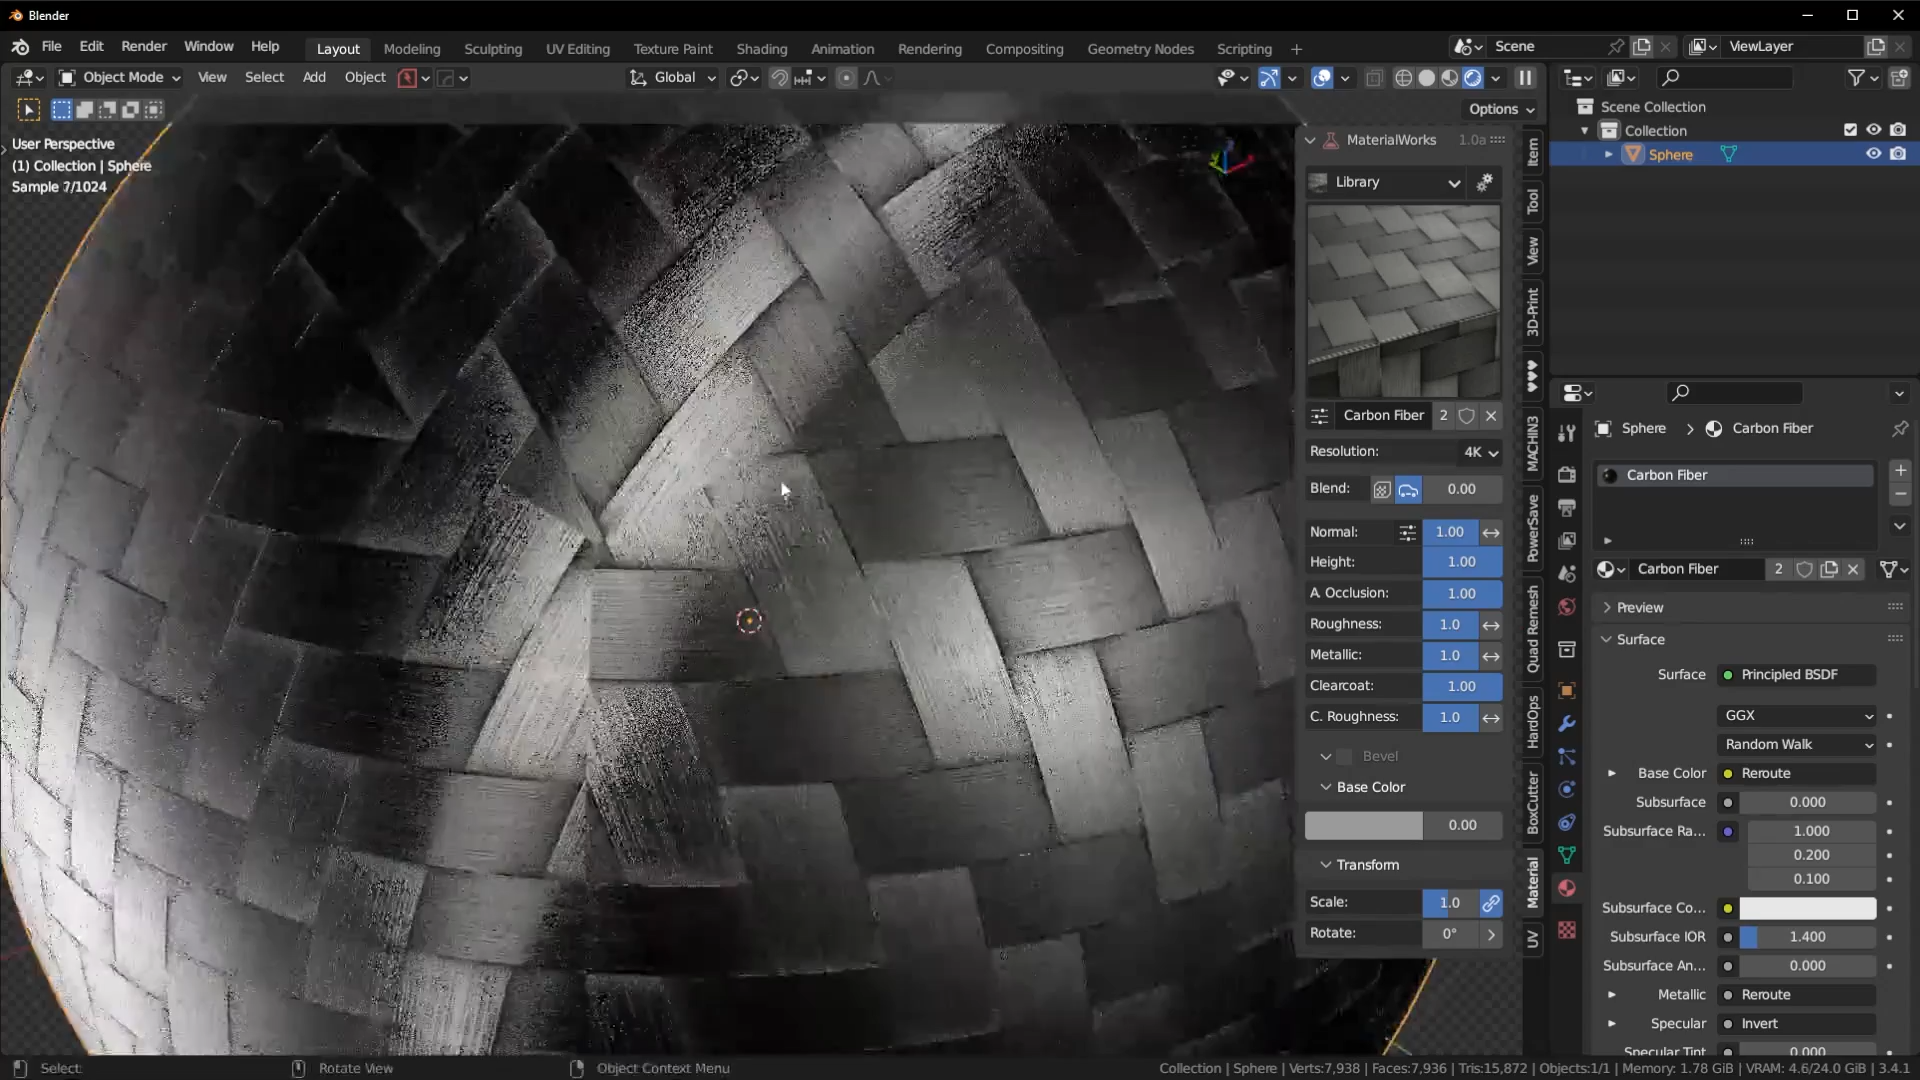 Blender
File Edit Render Window Help
Layout Modeling Sculpting UV Editing Texture Paint Shading Animation Rendering Compositing Geometry Nodes Scripting +
Scene
ViewLayer
Object Mode View Select Add Object
Global
Options
User Perspective
(1) Collection | Sphere
Sample 7/1024
MaterialWorks 1.0a
Library
Carbon Fiber 2
Resolution: 4K
Blend: 0.00
Normal: 1.00
Height: 1.00
A. Occlusion: 1.00
Roughness: 1.0
Metallic: 1.0
Clearcoat: 1.00
C. Roughness: 1.0
Bevel
Base Color
0.00
Transform
Scale: 1.0
Rotate: 0°
Item
Tool
View
3D-Print
♥♥♥
MACHIN3
PowerSave
Quad Remesh
HardOps
BoxCutter
Material
UV
Scene Collection
Collection
Sphere
Sphere > Carbon Fiber
Carbon Fiber
Carbon Fiber 2
Preview
Surface
Surface Principled BSDF
GGX
Random Walk
Base Color Reroute
Subsurface 0.000
Subsurface Ra... 1.000
0.200
0.100
Subsurface Co...
Subsurface IOR 1.400
Subsurface An... 0.000
Metallic Reroute
Specular Invert
Specular Tint 0.000
Select
Rotate View
Object Context Menu
Collection | Sphere | Verts:7,938 | Faces:7,936 | Tris:15,872 | Objects:1/1 | Memory: 1.78 GiB | VRAM: 4.6/24.0 GiB | 3.4.1